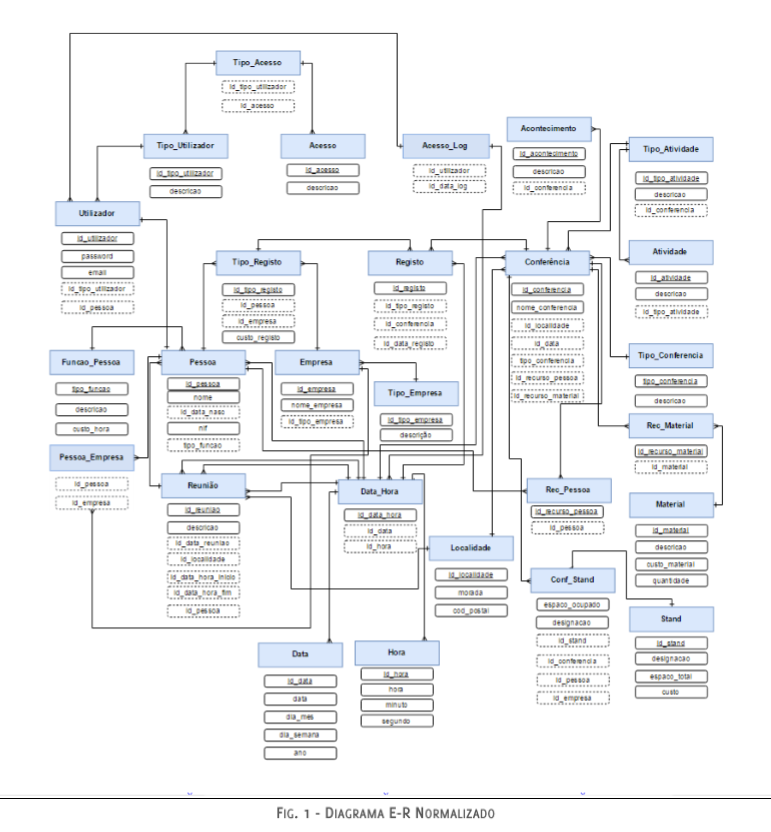 Tipo_Acesso
id_tipo_utilizador
id_acesso
Tipo_Utilizador
id_tipo_utilizador
descricao
Acesso
id_acesso
descricao
Acesso_Log
id_utilizador
id_data_log
Acontecimento
id_acontecimento
descricao
id_conferencia
Tipo_Atividade
id_tipo_atividade
descricao
id_conferencia
Utilizador
id_utilizador
password
email
id_tipo_utilizador
id_pessoa
Tipo_Registo
id_tipo_registo
id_pessoa
id_empresa
custo_registo
Registo
id_registo
id_tipo_registo
id_conferencia
id_data_registo
Conferência
id_conferencia
nome_conferencia
id_localidade
id_data
tipo_conferencia
id_recurso_pessoa
id_recurso_material
Atividade
id_atividade
descricao
id_tipo_atividade
Funcao_Pessoa
tipo_funcao
descricao
custo_hora
Pessoa
id_pessoa
nome
id_data_nasc
nif
tipo_funcao
Empresa
id_empresa
nome_empresa
id_tipo_empresa
Tipo_Empresa
id_tipo_empresa
descrição
Tipo_Conferencia
tipo_conferencia
descricao
Rec_Material
id_recurso_material
id_material
Pessoa_Empresa
id_pessoa
id_empresa
Reunião
id_reuniao
descricao
id_data_reuniao
id_localidade
id_data_hora_inicio
id_data_hora_fim
id_pessoa
Data_Hora
id_data_hora
id_data
id_hora
Rec_Pessoa
id_recurso_pessoa
id_pessoa
Material
id_material
descricao
custo_material
quantidade
Localidade
id_localidade
morada
cod_postal
Conf_Stand
espaco_ocupado
designacao
id_stand
id_conferencia
id_pessoa
id_empresa
Stand
id_stand
designacao
espaco_total
custo
Data
id_data
data
dia_mes
dia_semana
ano
Hora
id_hora
hora
minuto
segundo
Fig. 1 - Diagrama E-R Normalizado